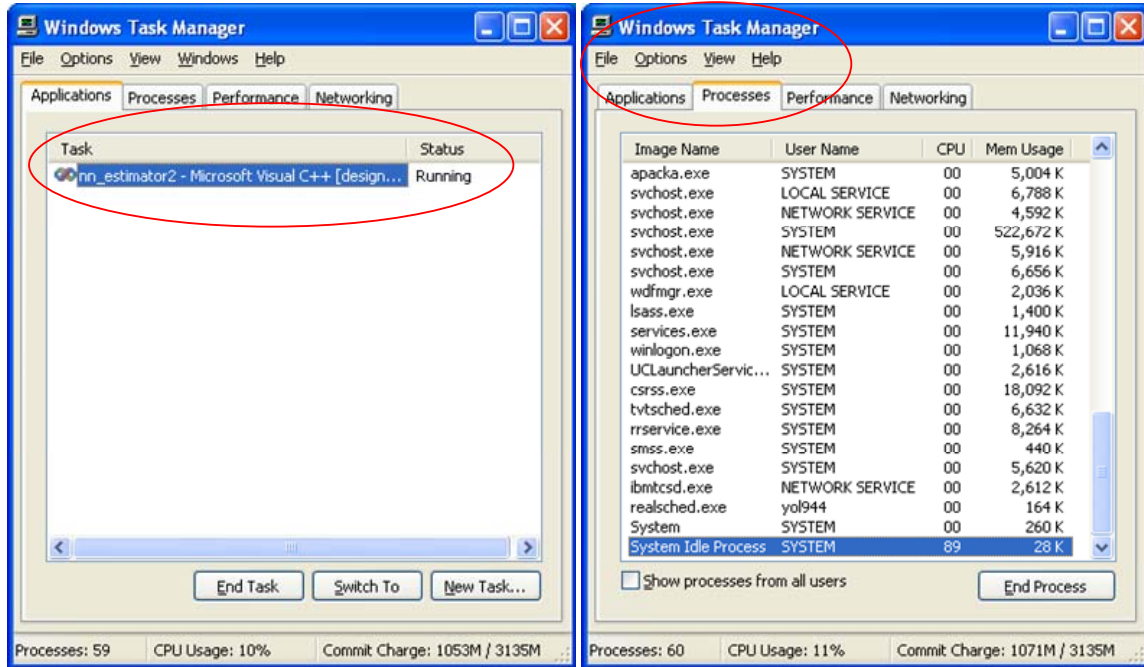 Windows Task Manager
File Options View Windows Help
Applications Processes Performance Networking
Task Status
nn_estimator2 - Microsoft Visual C++ [design... Running
End Task Switch To New Task...
Processes: 59 CPU Usage: 10% Commit Charge: 1053M / 3135M
Windows Task Manager
File Options View Help
Applications Processes Performance Networking
Image Name User Name CPU Mem Usage
apacka.exe SYSTEM 00 5,004 K
svchost.exe LOCAL SERVICE 00 6,788 K
svchost.exe NETWORK SERVICE 00 4,592 K
svchost.exe SYSTEM 00 522,672 K
svchost.exe NETWORK SERVICE 00 5,916 K
svchost.exe SYSTEM 00 6,656 K
wdfmgr.exe LOCAL SERVICE 00 2,036 K
lsass.exe SYSTEM 00 1,400 K
services.exe SYSTEM 00 11,940 K
winlogon.exe SYSTEM 00 1,068 K
UCLauncherServic... SYSTEM 00 2,616 K
csrss.exe SYSTEM 00 18,092 K
tvtsched.exe SYSTEM 00 6,632 K
rrservice.exe SYSTEM 00 8,264 K
smss.exe SYSTEM 00 440 K
svchost.exe SYSTEM 00 5,620 K
ibmtcsd.exe NETWORK SERVICE 00 2,612 K
realsched.exe yol944 00 164 K
System SYSTEM 00 260 K
System Idle Process SYSTEM 89 28 K
Show processes from all users End Process
Processes: 60 CPU Usage: 11% Commit Charge: 1071M / 3135M